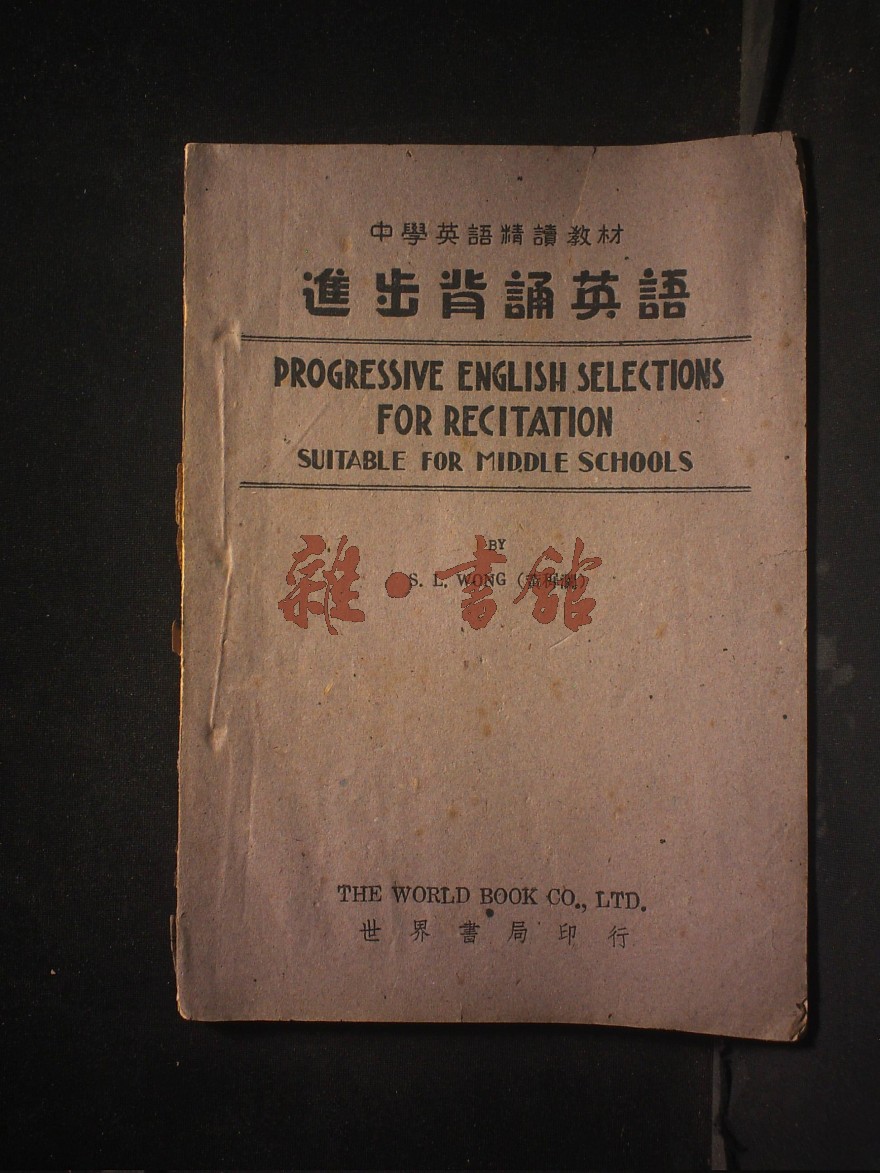 中學英語精讀教材
進步背誦英語
PROGRESSIVE ENGLISH SELECTIONS
FOR RECITATION
SUITABLE FOR MIDDLE SCHOOLS
BY
S. L. WONG
雜·書館
THE WORLD BOOK CO., LTD.
世界書局印行